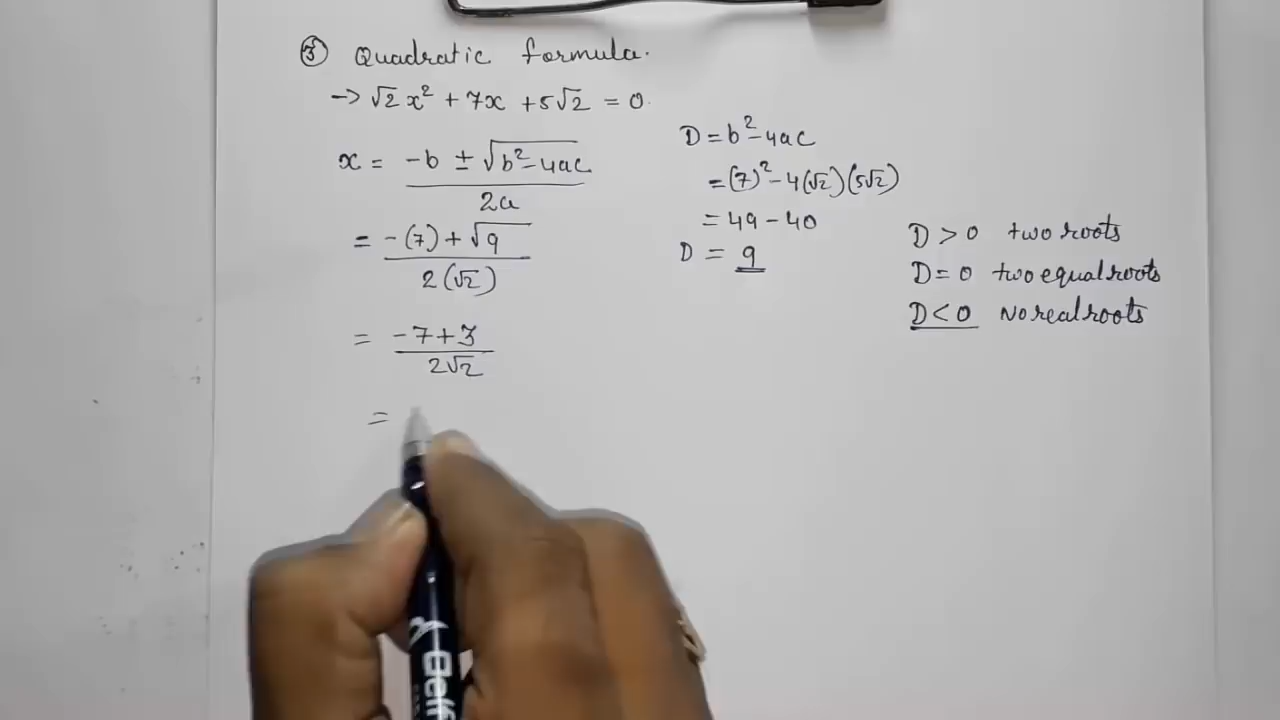 ③ Quadratic formula.
→ √2x² + 7x + 5√2 = 0.
x = -b ± √b²-4ac
2a
= -(7) + √9
2(√2)
= -7+3
2√2
=
D = b²-4ac
= (7)² - 4(√2)(5√2)
= 49 - 40
D = 9
D > 0 two roots
D = 0 two equal roots
D < 0 No real roots